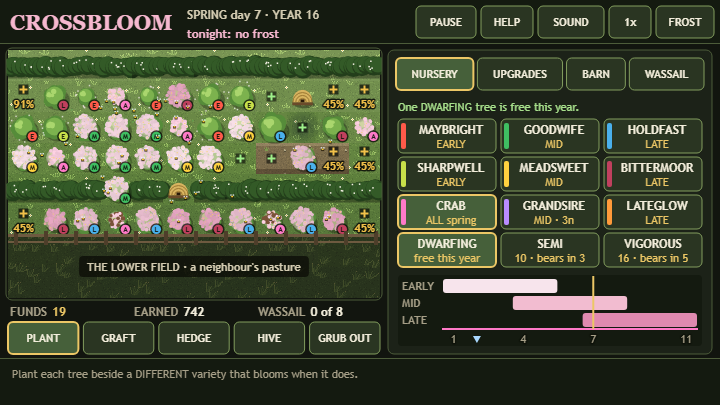 CROSSBLOOM
SPRING day 7 · YEAR 16
tonight: no frost
PAUSE
HELP
SOUND
1x
FROST
NURSERY
UPGRADES
BARN
WASSAIL
One DWARFING tree is free this year.
MAYBRIGHT
EARLY
GOODWIFE
MID
HOLDFAST
LATE
SHARPWELL
EARLY
MEADSWEET
MID
BITTERMOOR
LATE
CRAB
ALL spring
GRANDSIRE
MID · 3n
LATEGLOW
LATE
DWARFING
free this year
SEMI
10 · bears in 3
VIGOROUS
16 · bears in 5
EARLY
MID
LATE
1 4 7 11
91%
L E A E L E E
45% 45%
E E M M M M E M L L A
M A M M M M M L
45% 45%
M
45%
L L A L L L L L A L L
45%
THE LOWER FIELD · a neighbour's pasture
FUNDS 19
EARNED 742
WASSAIL 0 of 8
PLANT
GRAFT
HEDGE
HIVE
GRUB OUT
Plant each tree beside a DIFFERENT variety that blooms when it does.